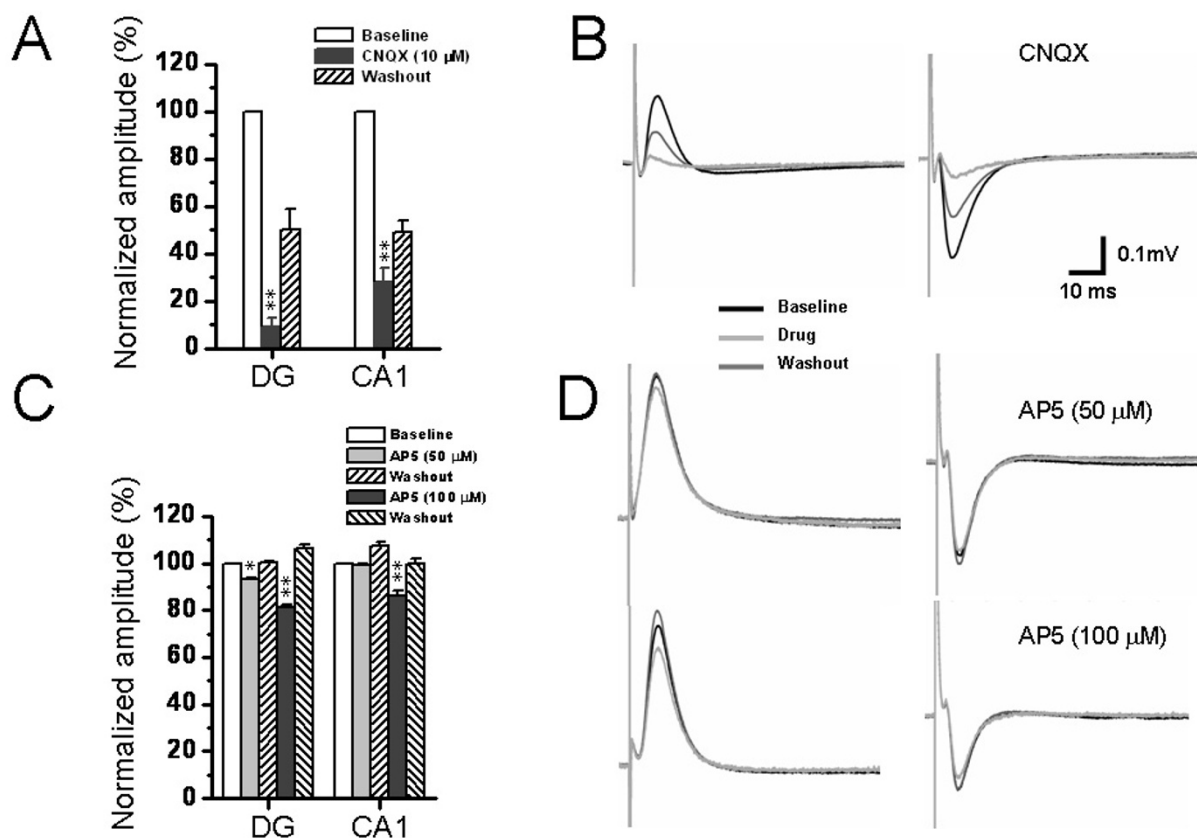 A
Baseline
CNQX (10 μM)
Washout
Normalized amplitude (%)
120
100
80
60
40
20
0
**
**
DG
CA1
B
CNQX
0.1mV
10 ms
Baseline
Drug
Washout
C
Baseline
AP5 (50 μM)
Washout
AP5 (100 μM)
Washout
Normalized amplitude (%)
120
100
80
60
40
20
0
*
**
**
DG
CA1
D
AP5 (50 μM)
AP5 (100 μM)